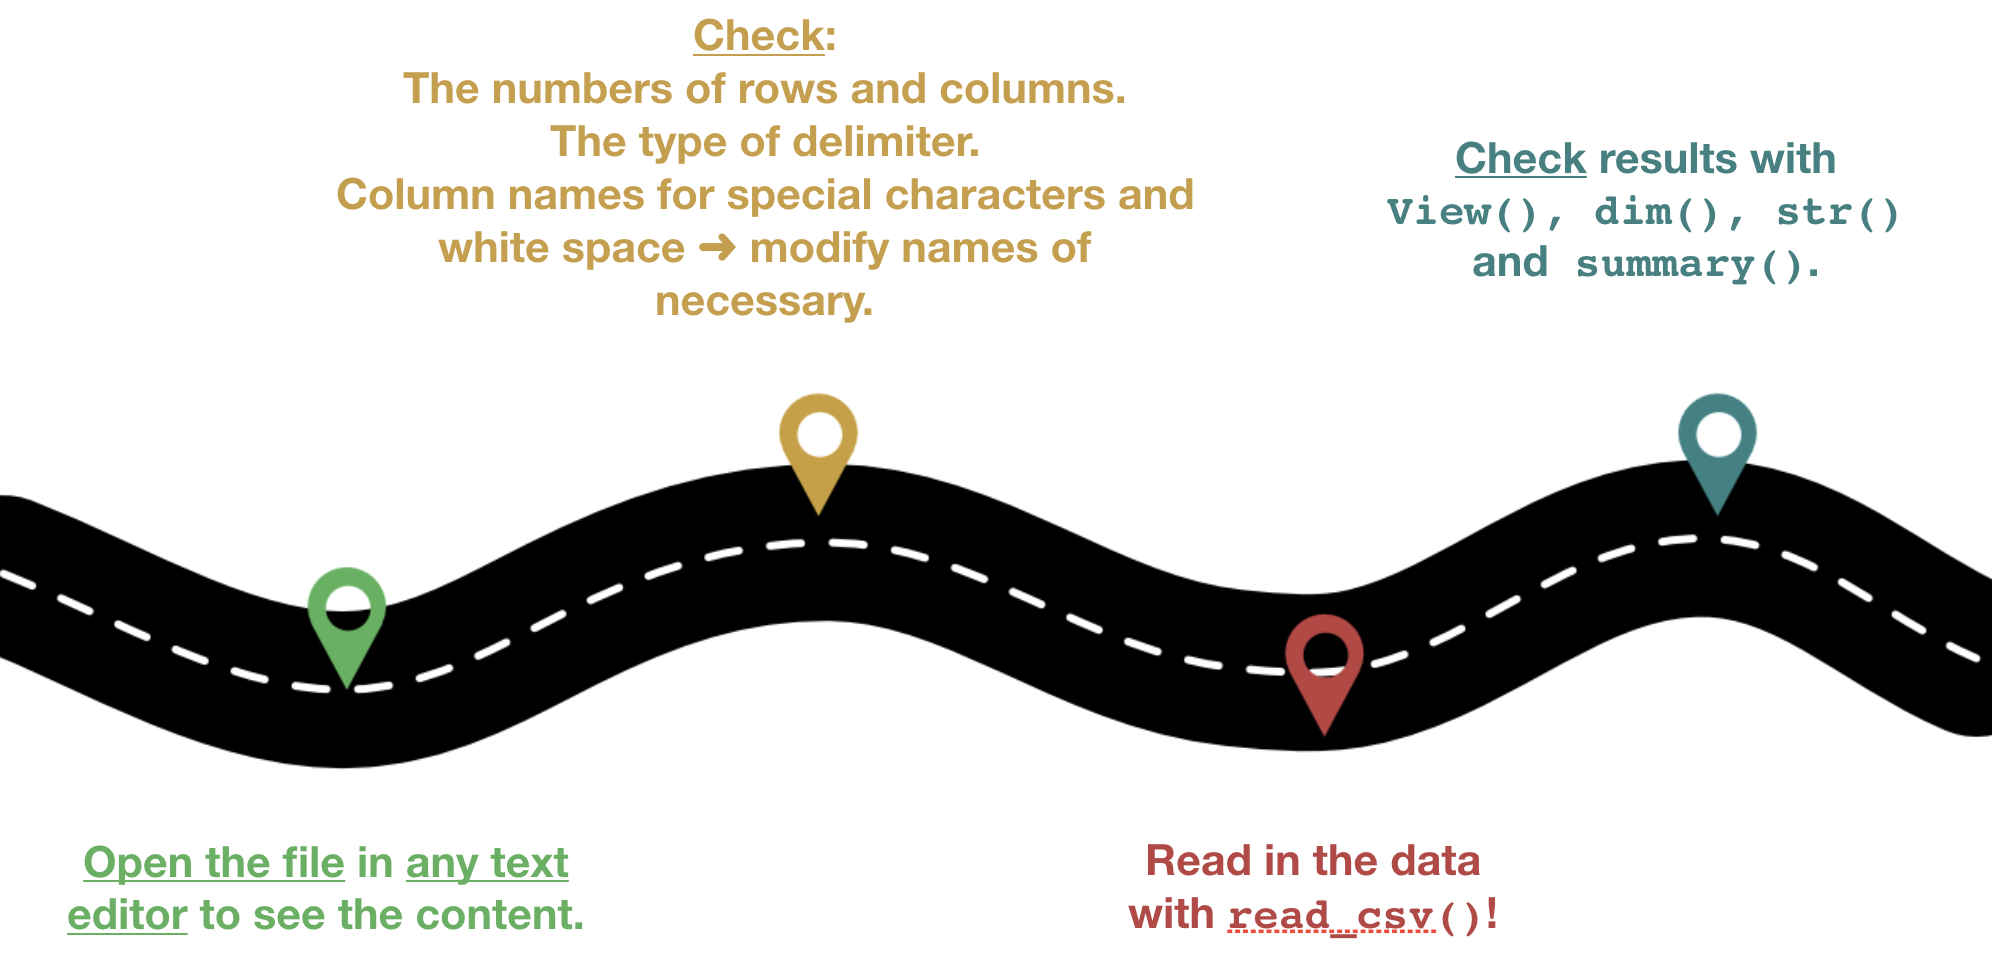 Open the file in any text
editor to see the content.
Check:
The numbers of rows and columns.
The type of delimiter.
Column names for special characters and
white space ➜ modify names of
necessary.
Read in the data
with read_csv()!
Check results with
View(), dim(), str()
and summary().